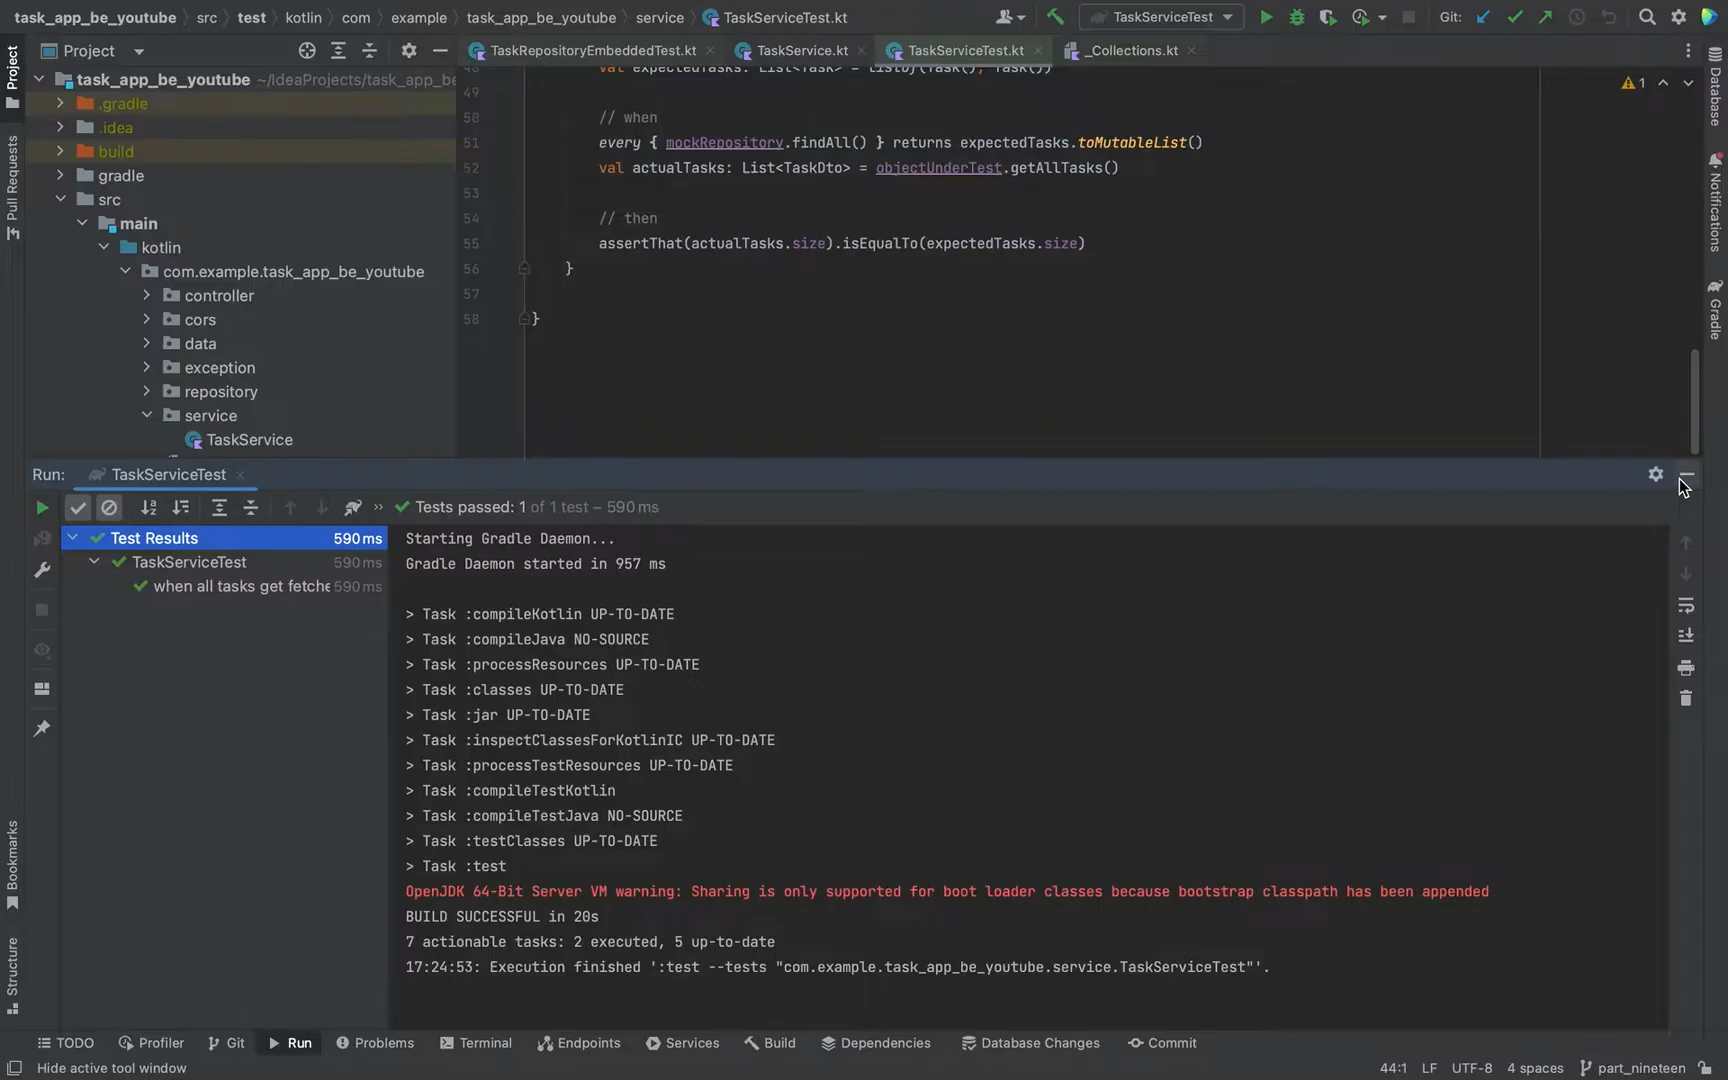 task_app_be_youtube > src > test > kotlin > com > example > task_app_be_youtube > service > TaskServiceTest.kt
TaskServiceTest
Git:
Project
TaskRepositoryEmbeddedTest.kt
TaskService.kt
TaskServiceTest.kt
_Collections.kt
task_app_be_youtube ~/IdeaProjects/task_app_be
.gradle
.idea
build
gradle
src
main
kotlin
com.example.task_app_be_youtube
controller
cors
data
exception
repository
service
TaskService
48 val expectedTasks: List<Task> = listOf(Task(), Task())
49
50 // when
51 every { mockRepository.findAll() } returns expectedTasks.toMutableList()
52 val actualTasks: List<TaskDto> = objectUnderTest.getAllTasks()
53
54 // then
55 assertThat(actualTasks.size).isEqualTo(expectedTasks.size)
56 }
57
58 }
1
Project
Pull Requests
Bookmarks
Structure
Database
Notifications
Gradle
Run: TaskServiceTest
Tests passed: 1 of 1 test – 590 ms
Test Results 590 ms
TaskServiceTest 590 ms
when all tasks get fetche 590 ms
Starting Gradle Daemon...
Gradle Daemon started in 957 ms
> Task :compileKotlin UP-TO-DATE
> Task :compileJava NO-SOURCE
> Task :processResources UP-TO-DATE
> Task :classes UP-TO-DATE
> Task :jar UP-TO-DATE
> Task :inspectClassesForKotlinIC UP-TO-DATE
> Task :processTestResources UP-TO-DATE
> Task :compileTestKotlin
> Task :compileTestJava NO-SOURCE
> Task :testClasses UP-TO-DATE
> Task :test
OpenJDK 64-Bit Server VM warning: Sharing is only supported for boot loader classes because bootstrap classpath has been appended
BUILD SUCCESSFUL in 20s
7 actionable tasks: 2 executed, 5 up-to-date
17:24:53: Execution finished ':test --tests "com.example.task_app_be_youtube.service.TaskServiceTest"'.
TODO
Profiler
Git
Run
Problems
Terminal
Endpoints
Services
Build
Dependencies
Database Changes
Commit
Hide active tool window
44:1 LF UTF-8 4 spaces part_nineteen